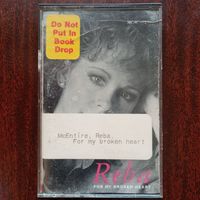 Do Not
Put In
Book
Drop
McEntire, Reba.
For my broken heart
Reba
FOR MY BROKEN HEART